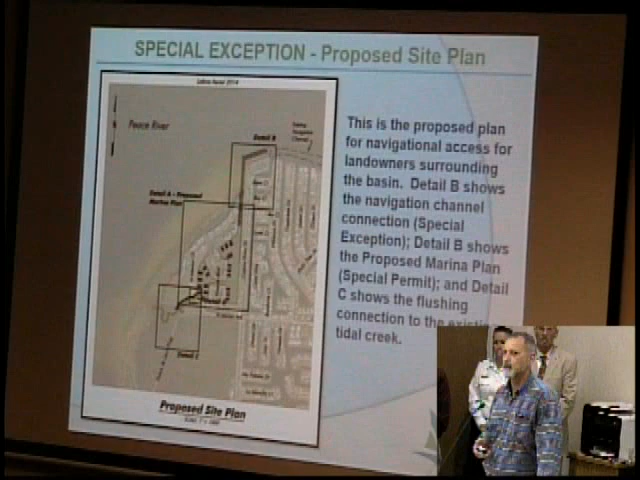 SPECIAL EXCEPTION - Proposed Site Plan
Peace River
Detail B
Detail A - Proposed
Marina Plan
Detail C
Proposed Site Plan
This is the proposed plan
for navigational access for
landowners surrounding
the basin. Detail B shows
the navigation channel
connection (Special
Exception); Detail B shows
the Proposed Marina Plan
(Special Permit); and Detail
C shows the flushing
connection to the
tidal creek.